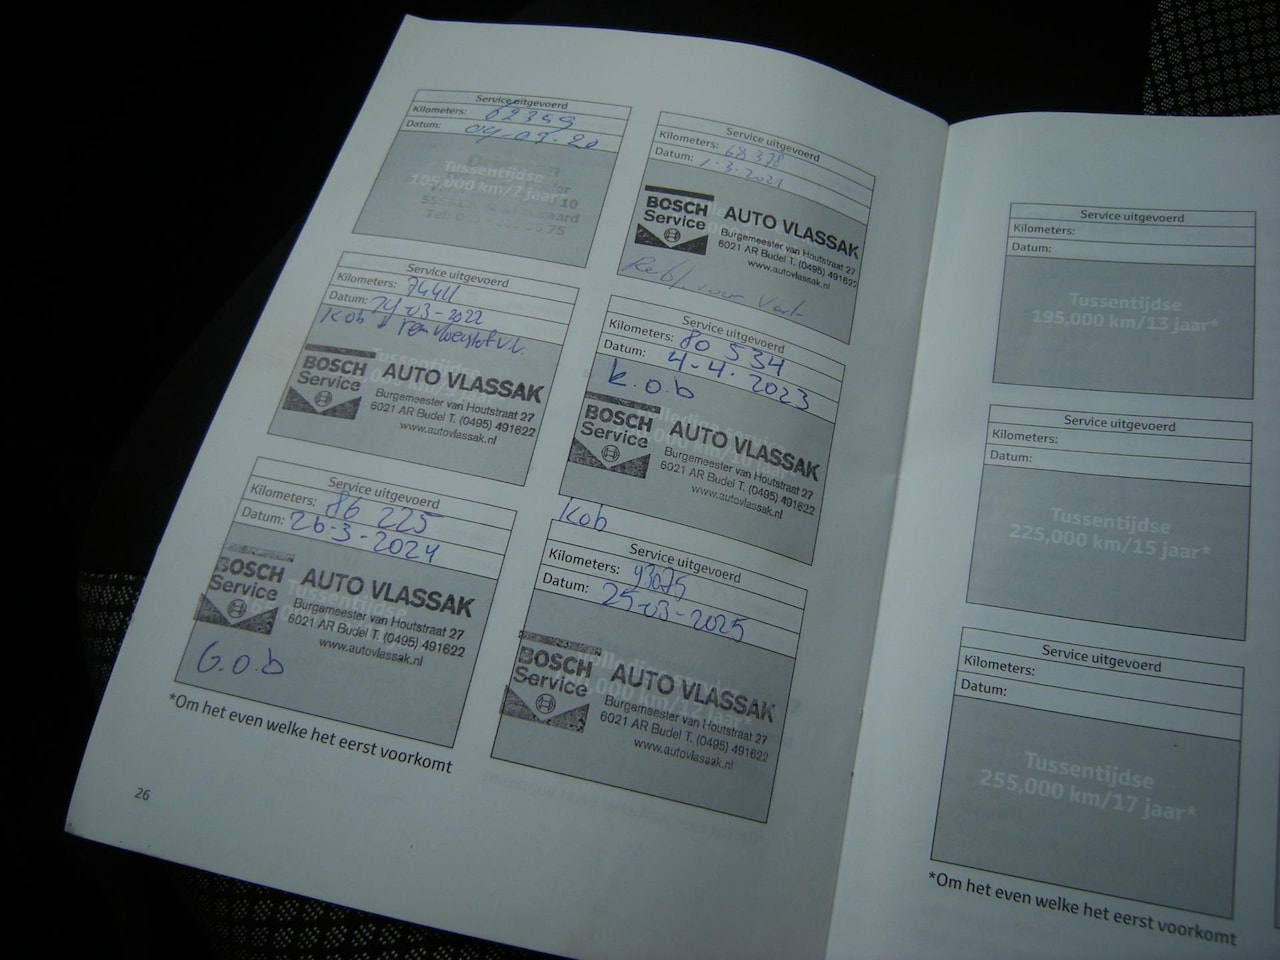 Service uitgevoerd
Kilometers: 62349
Datum: 09-03-20
Tussentijdse
105,000 km/7 jaar
Service uitgevoerd
Kilometers: 68378
Datum: 1-3-2021
BOSCH
Service
AUTO VLASSAK
Burgemeester van Houtstraat 27
6021 AR Budel T. (0495) 491622
www.autovlassak.nl
Service uitgevoerd
Kilometers: 74411
Datum: 14-03-2022
Kob
BOSCH
Service
AUTO VLASSAK
Burgemeester van Houtstraat 27
6021 AR Budel T. (0495) 491622
www.autovlassak.nl
Service uitgevoerd
Kilometers: 80 534
Datum: 4-4-2023
K.o.b
BOSCH
Service
AUTO VLASSAK
Burgemeester van Houtstraat 27
6021 AR Budel T. (0495) 491622
www.autovlassak.nl
Service uitgevoerd
Kilometers: 86 225
Datum: 26-3-2024
BOSCH
Service
AUTO VLASSAK
Burgemeester van Houtstraat 27
6021 AR Budel T. (0495) 491622
www.autovlassak.nl
G.o.b
Kob
Service uitgevoerd
Kilometers: 93075
Datum: 25-03-2025
BOSCH
Service
AUTO VLASSAK
Burgemeester van Houtstraat 27
6021 AR Budel T. (0495) 491622
www.autovlassak.nl
*Om het even welke het eerst voorkomt
26
Service uitgevoerd
Kilometers:
Datum:
Tussentijdse
195,000 km/13 jaar*
Service uitgevoerd
Kilometers:
Datum:
Tussentijdse
225,000 km/15 jaar*
Service uitgevoerd
Kilometers:
Datum:
Tussentijdse
255,000 km/17 jaar*
*Om het even welke het eerst voorkomt